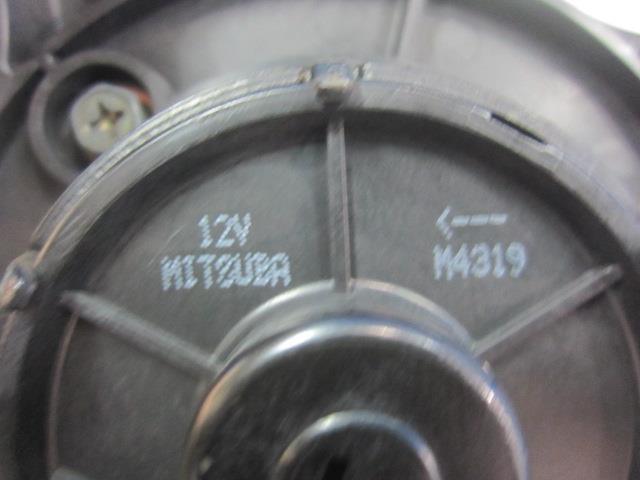 12V
MITSUBA
<---
M4319